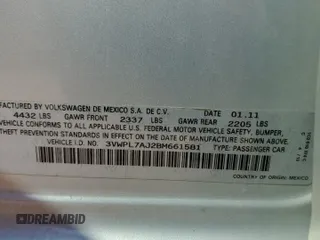 FACTURED BY VOLKSWAGEN DE MEXICO S.A. DE C.V. DATE 01.11
4432 LBS GAWR FRONT 2337 LBS GAWR REAR 2205 LBS
VEHICLE CONFORMS TO ALL APPLICABLE U.S. FEDERAL MOTOR VEHICLE SAFETY, BUMPER,
THEFT PREVENTION STANDARDS IN EFFECT ON THE DATE OF MANUFACTURE SHOWN ABOVE.
VEHICLE I.D. NO. 3VWPL7AJ2BM661581 TYPE: PASSENGER CAR
COUNTRY OF ORIGIN: MEXICO
DREAMBID